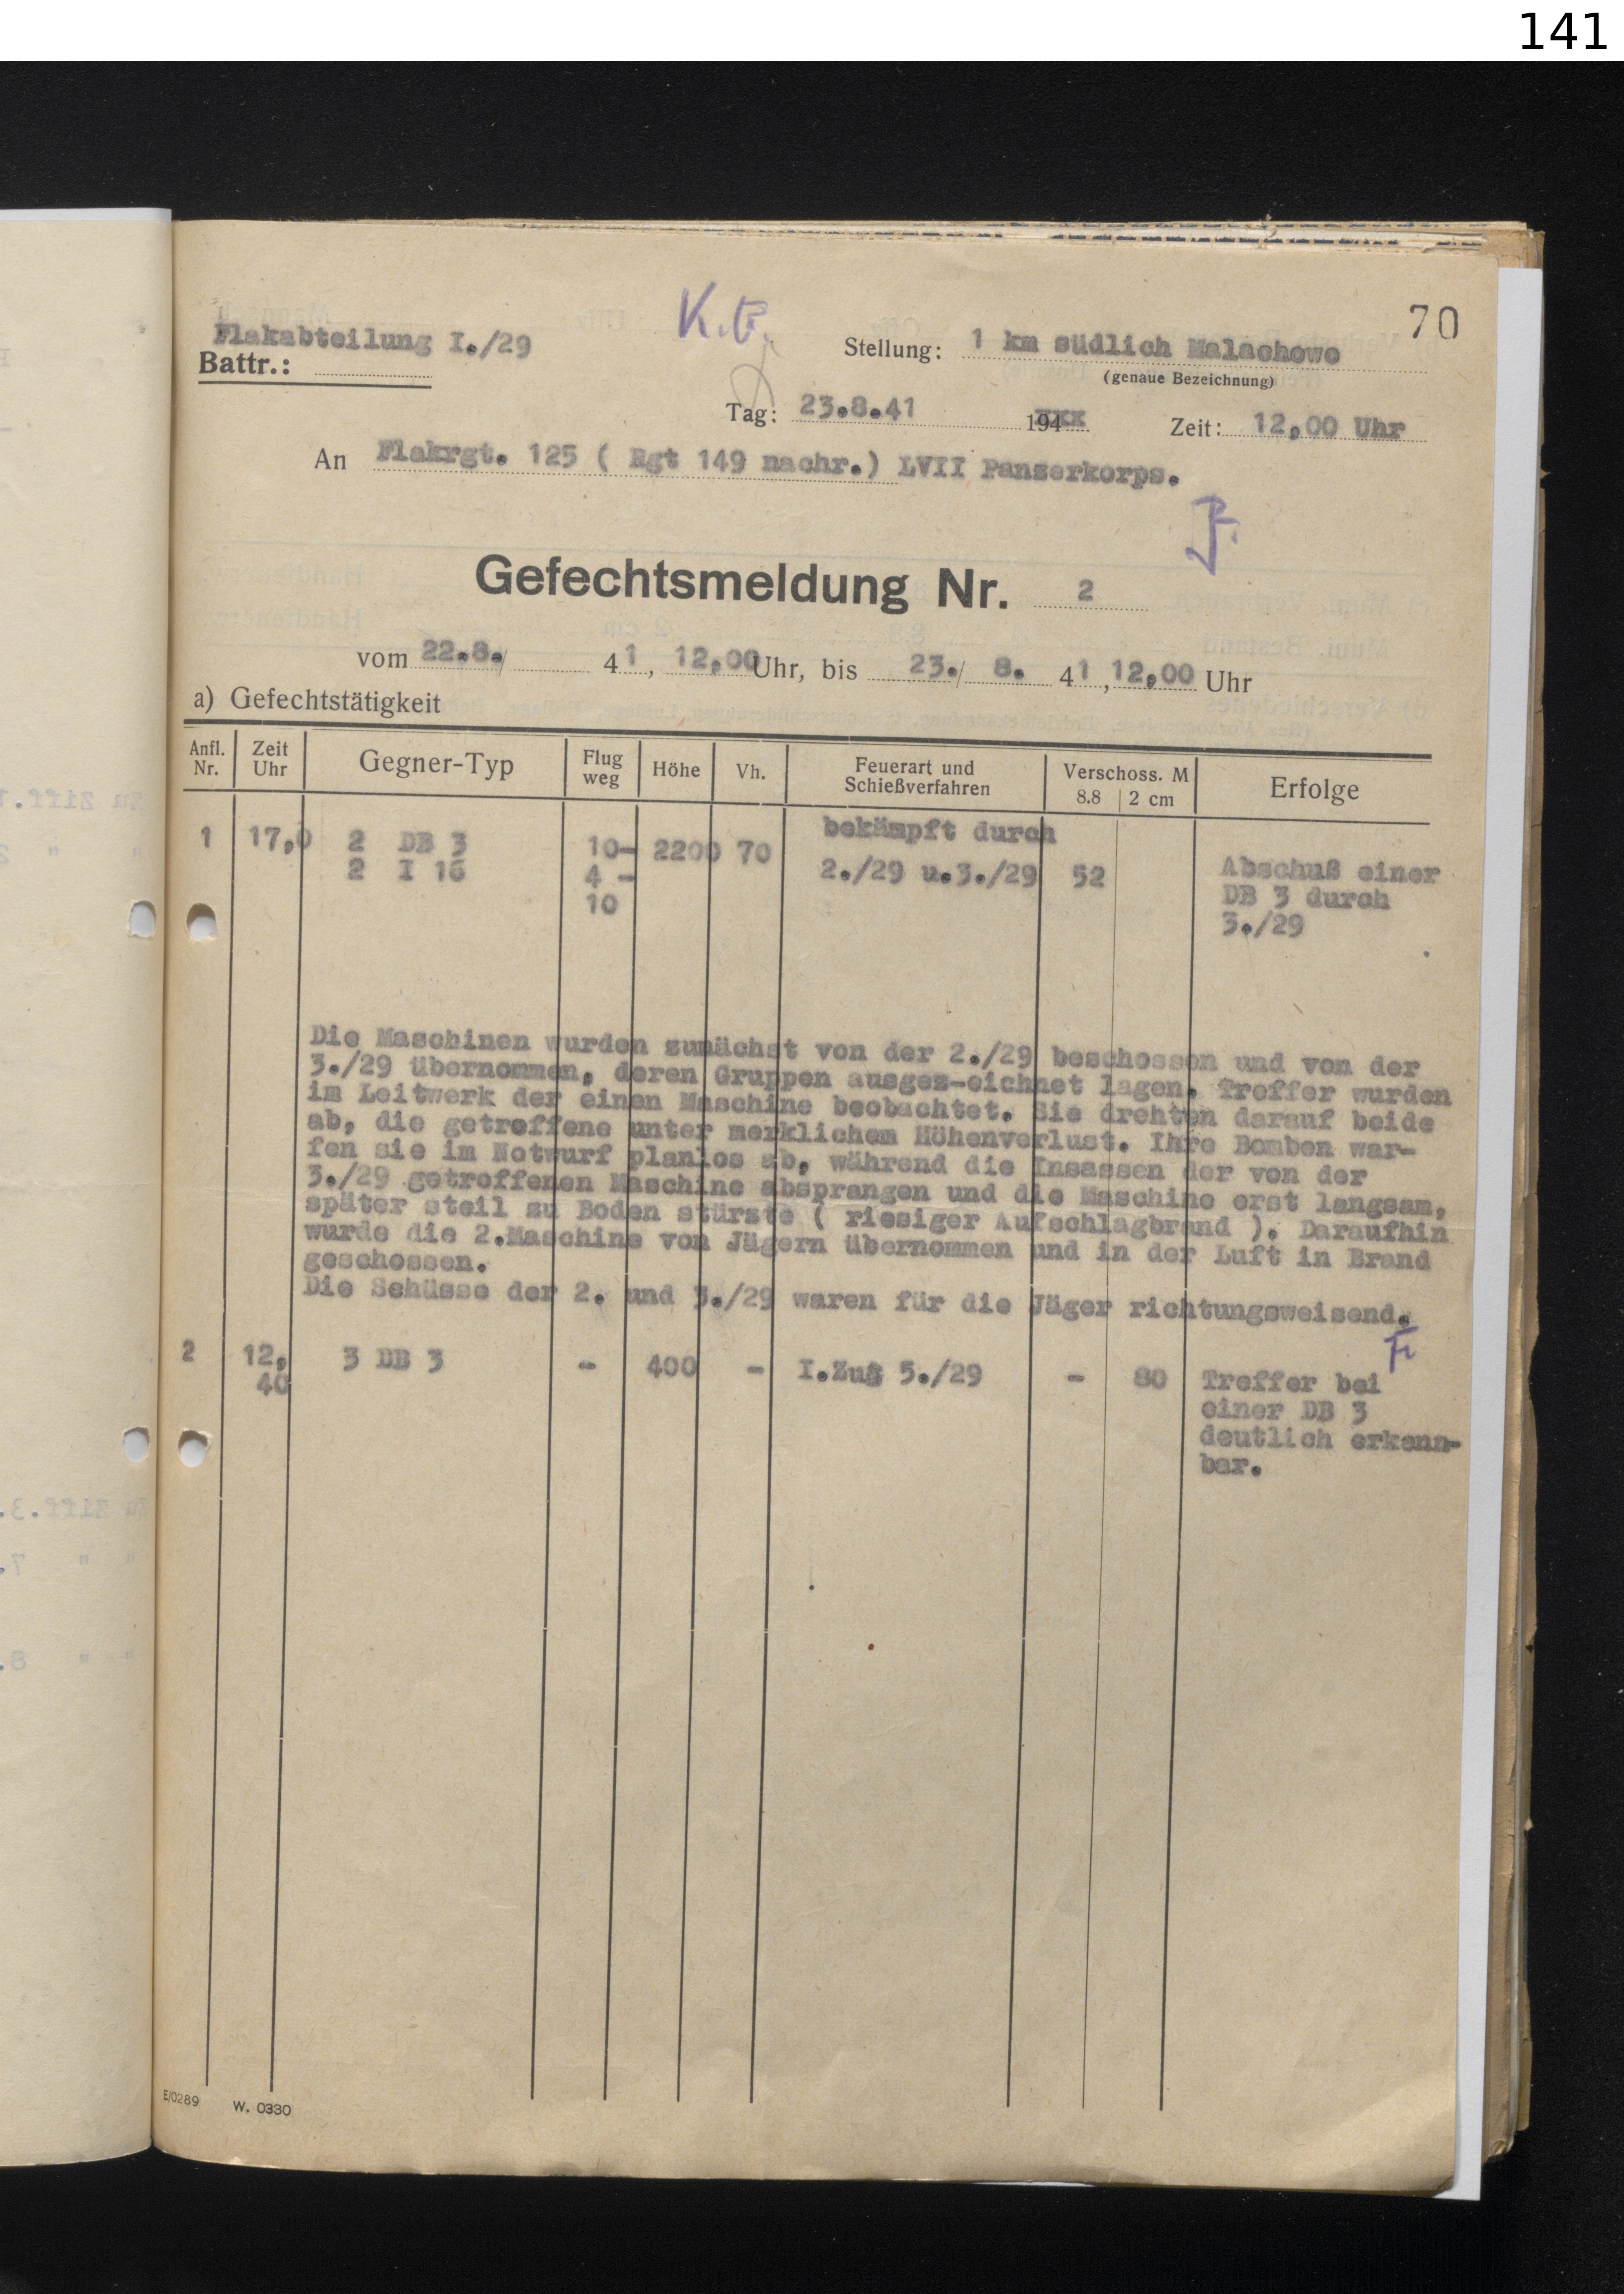 141
70
K.G.
Flakabteilung I./29
Battr.:
Stellung: 1 km südlich Malachowo
(genaue Bezeichnung)
Tag: 23.8.41 194xxx Zeit: 12,00 Uhr
An Flakrgt. 125 ( Rgt 149 nachr.) LVII Panzerkorps.
Gefechtsmeldung Nr. 2
vom 22.8./ 41, 12,00 Uhr, bis 23./ 8. 41, 12,00 Uhr
a) Gefechtstätigkeit
Anfl. Nr. Zeit Uhr Gegner-Typ Flug weg Höhe Vh. Feuerart und Schießverfahren Verschoss. M 8.8 2 cm Erfolge
bekämpft durch
1 17,0 2 DB 3 10- 2200 70 2./29 u.3./29 52 Abschuß einer
2 I 16 4 - DB 3 durch
10 3./29
Die Maschinen wurden zunächst von der 2./29 beschossen und von der
3./29 übernommen, deren Gruppen ausgez-eichnet lagen. Treffer wurden
im Leitwerk der einen Maschine beobachtet. Sie drehten darauf beide
ab, die getroffene unter merklichem Höhenverlust. Ihre Bomben war-
fen sie im Notwurf planlos ab, während die Insassen der von der
3./29 getroffenen Maschine absprangen und die Maschine erst langsam,
später steil zu Boden stürzte ( riesiger Aufschlagbrand ). Daraufhin
wurde die 2.Maschine von Jägern übernommen und in der Luft in Brand
geschossen.
Die Schüsse der 2. und 3./29 waren für die Jäger richtungsweisend.
2 12, 3 DB 3 - 400 - I.Zug 5./29 - 80 Treffer bei
40 einer DB 3
deutlich erkenn-
bar.
E/0289 W. 0330